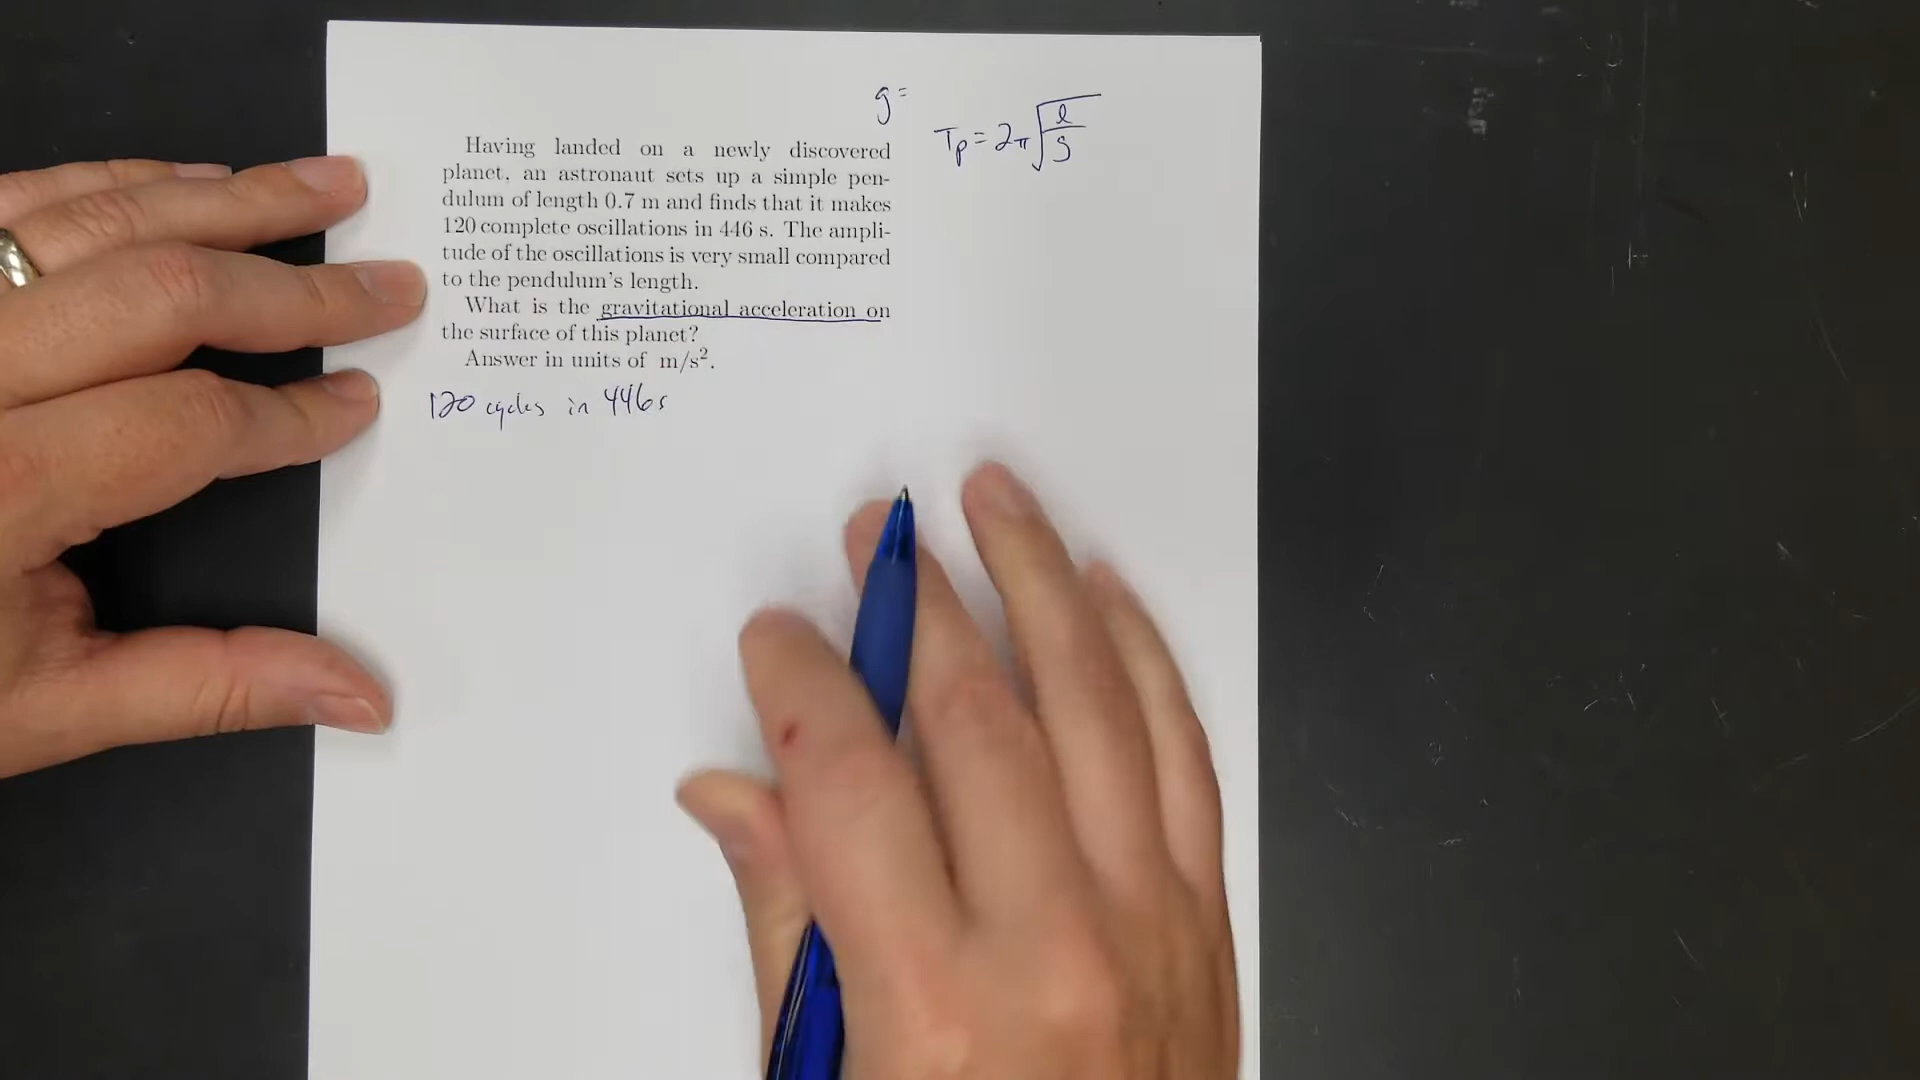 g =
Tp = 2π√(l/g)
Having landed on a newly discovered
planet, an astronaut sets up a simple pen-
dulum of length 0.7 m and finds that it makes
120 complete oscillations in 446 s. The ampli-
tude of the oscillations is very small compared
to the pendulum's length.
What is the gravitational acceleration on
the surface of this planet?
Answer in units of m/s².
120 cycles in 446s